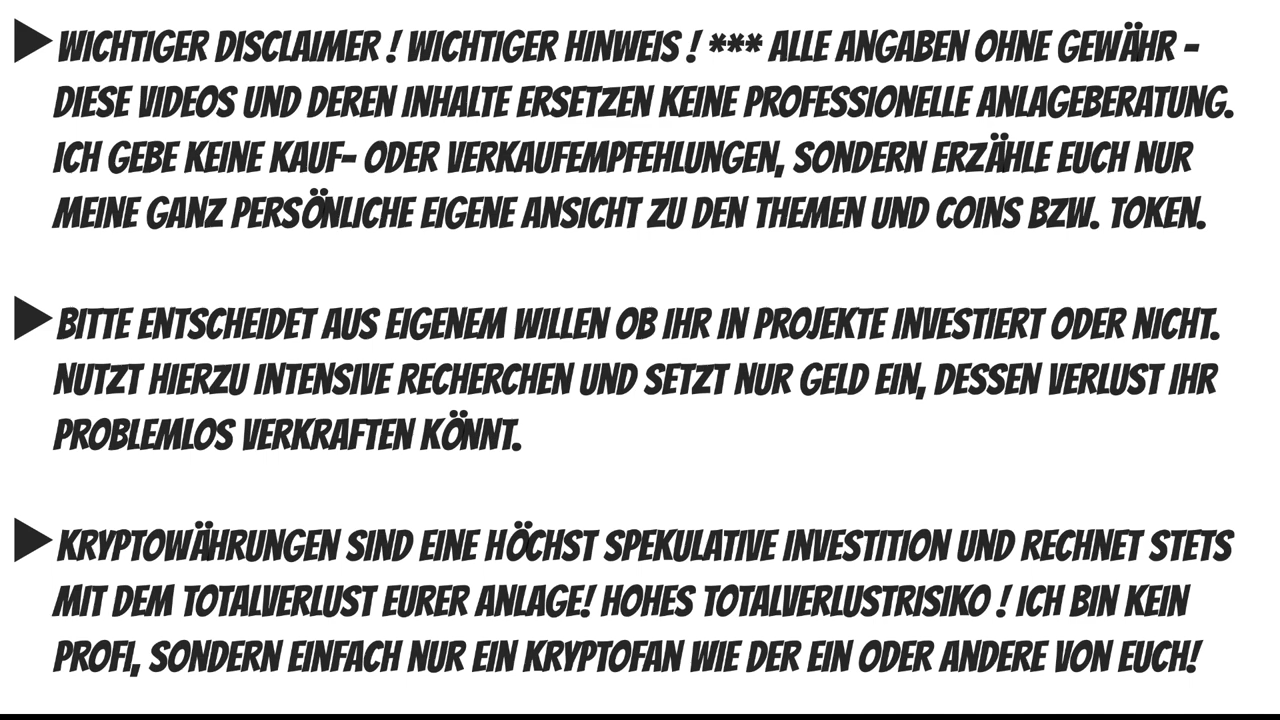 ▶ WICHTIGER DISCLAIMER ! WICHTIGER HINWEIS ! *** ALLE ANGABEN OHNE GEWÄHR -
DIESE VIDEOS UND DEREN INHALTE ERSETZEN KEINE PROFESSIONELLE ANLAGEBERATUNG.
ICH GEBE KEINE KAUF- ODER VERKAUFEMPFEHLUNGEN, SONDERN ERZÄHLE EUCH NUR
MEINE GANZ PERSÖNLICHE EIGENE ANSICHT ZU DEN THEMEN UND COINS BZW. TOKEN.
▶ BITTE ENTSCHEIDET AUS EIGENEM WILLEN OB IHR IN PROJEKTE INVESTIERT ODER NICHT.
NUTZT HIERZU INTENSIVE RECHERCHEN UND SETZT NUR GELD EIN, DESSEN VERLUST IHR
PROBLEMLOS VERKRAFTEN KÖNNT.
▶ KRYPTOWÄHRUNGEN SIND EINE HÖCHST SPEKULATIVE INVESTITION UND RECHNET STETS
MIT DEM TOTALVERLUST EURER ANLAGE! HOHES TOTALVERLUSTRISIKO ! ICH BIN KEIN
PROFI, SONDERN EINFACH NUR EIN KRYPTOFAN WIE DER EIN ODER ANDERE VON EUCH!